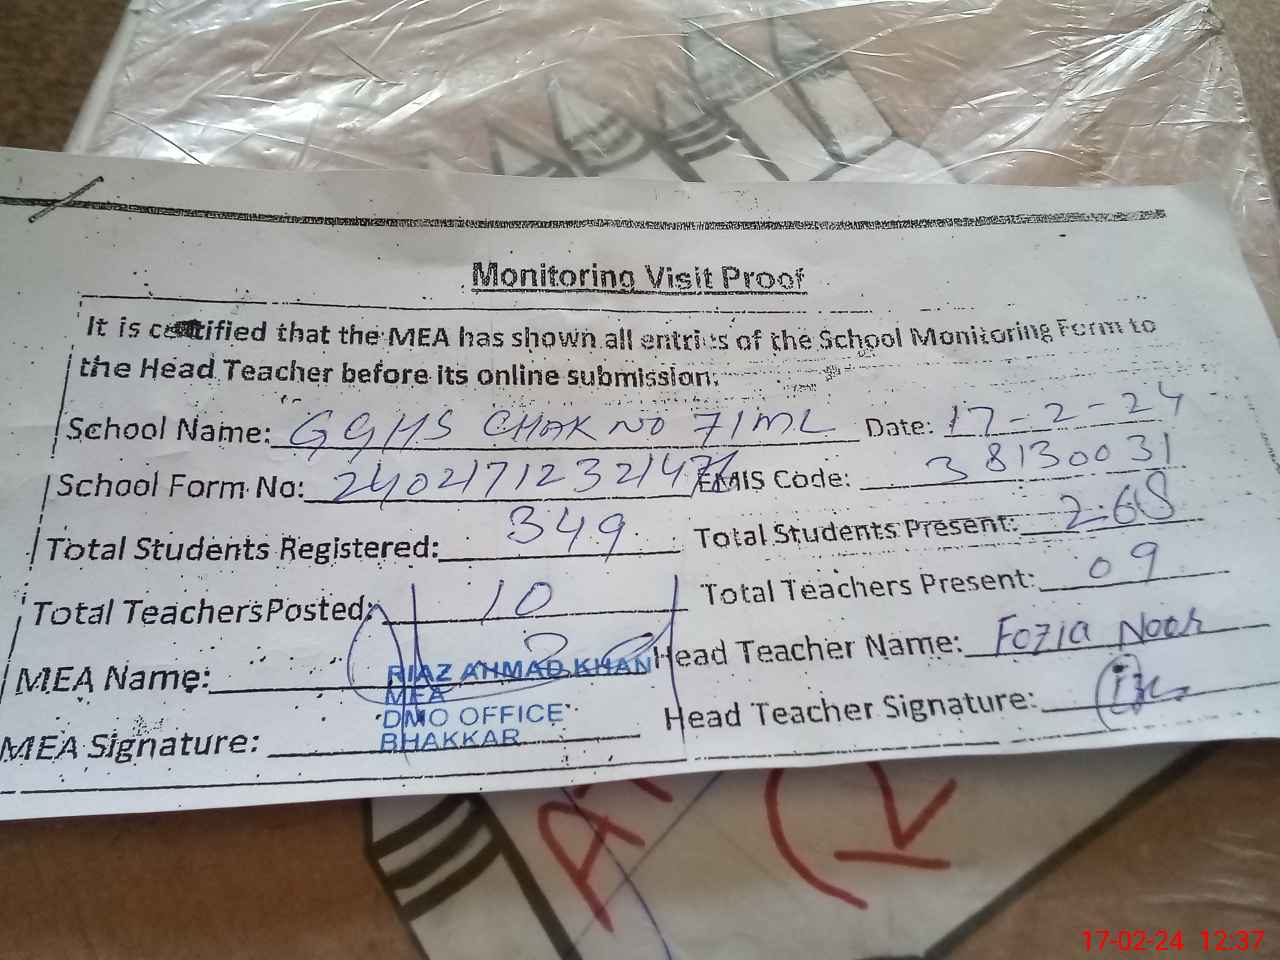 Monitoring Visit Proof
It is certified that the MEA has shown all entries of the School Monitoring Form to
the Head Teacher before its online submission.
School Name: GGHS CHAK NO 71 ML Date: 17-2-24
School Form No: EMIS Code: 38130031
Total Students Registered: 349 Total Students Present: 268
Total Teachers Posted: 10 Total Teachers Present: 09
MEA Name: RIAZ AHMAD KHAN Head Teacher Name: Fozia Noor
MEA
DMO OFFICE
MEA Signature: BHAKKAR Head Teacher Signature:
17-02-24 12:37